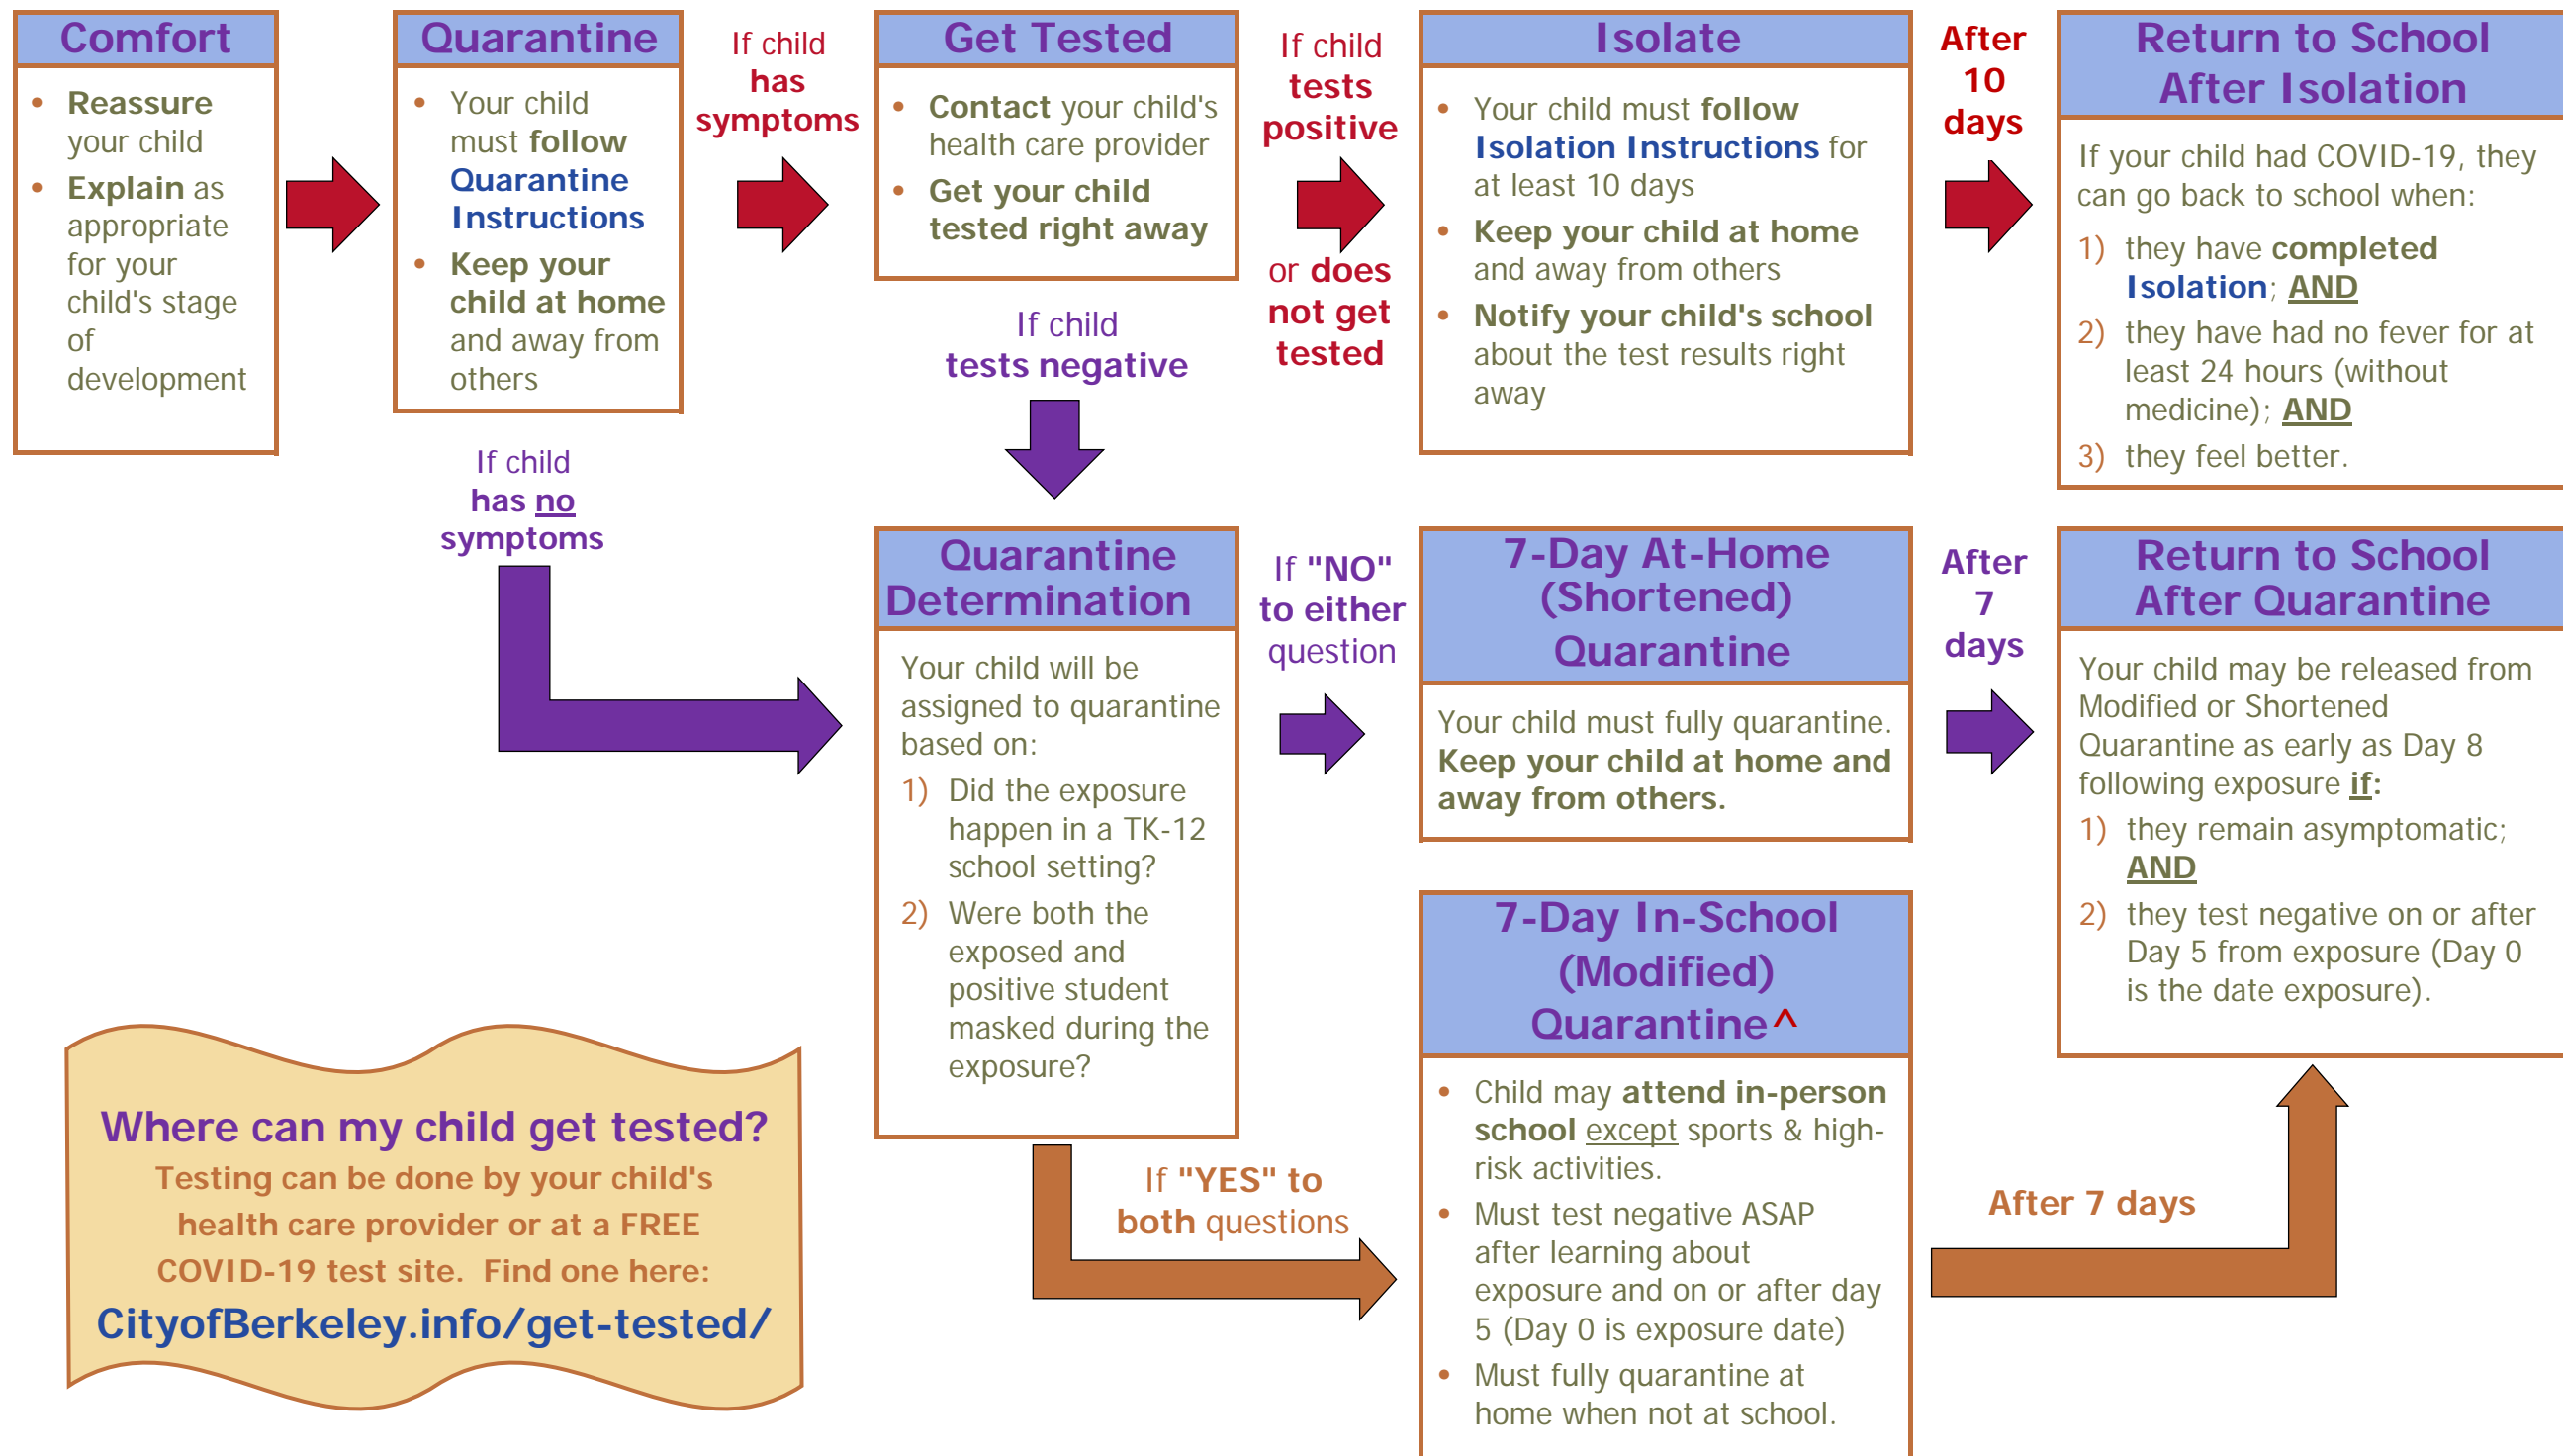 Comfort
• Reassure
your child
• Explain as
appropriate
for your
child's stage
of
development
Quarantine
• Your child
must follow
Quarantine
Instructions
• Keep your
child at home
and away from
others
If child
has
symptoms
If child
has no
symptoms
Get Tested
• Contact your child's
health care provider
• Get your child
tested right away
If child
tests
positive
or does
not get
tested
If child
tests negative
Isolate
• Your child must follow
Isolation Instructions for
at least 10 days
• Keep your child at home
and away from others
• Notify your child's school
about the test results right
away
After
10
days
Return to School
After Isolation
If your child had COVID-19, they
can go back to school when:
1) they have completed
Isolation; AND
2) they have had no fever for at
least 24 hours (without
medicine); AND
3) they feel better.
Quarantine
Determination
Your child will be
assigned to quarantine
based on:
1) Did the exposure
happen in a TK-12
school setting?
2) Were both the
exposed and
positive student
masked during the
exposure?
If "NO"
to either
question
7-Day At-Home
(Shortened)
Quarantine
Your child must fully quarantine.
Keep your child at home and
away from others.
After
7
days
Return to School
After Quarantine
Your child may be released from
Modified or Shortened
Quarantine as early as Day 8
following exposure if:
1) they remain asymptomatic;
AND
2) they test negative on or after
Day 5 from exposure (Day 0
is the date exposure).
If "YES" to
both questions
7-Day In-School
(Modified)
Quarantine^
• Child may attend in-person
school except sports & high-
risk activities.
• Must test negative ASAP
after learning about
exposure and on or after day
5 (Day 0 is exposure date)
• Must fully quarantine at
home when not at school.
After 7 days
Where can my child get tested?
Testing can be done by your child's
health care provider or at a FREE
COVID-19 test site. Find one here:
CityofBerkeley.info/get-tested/